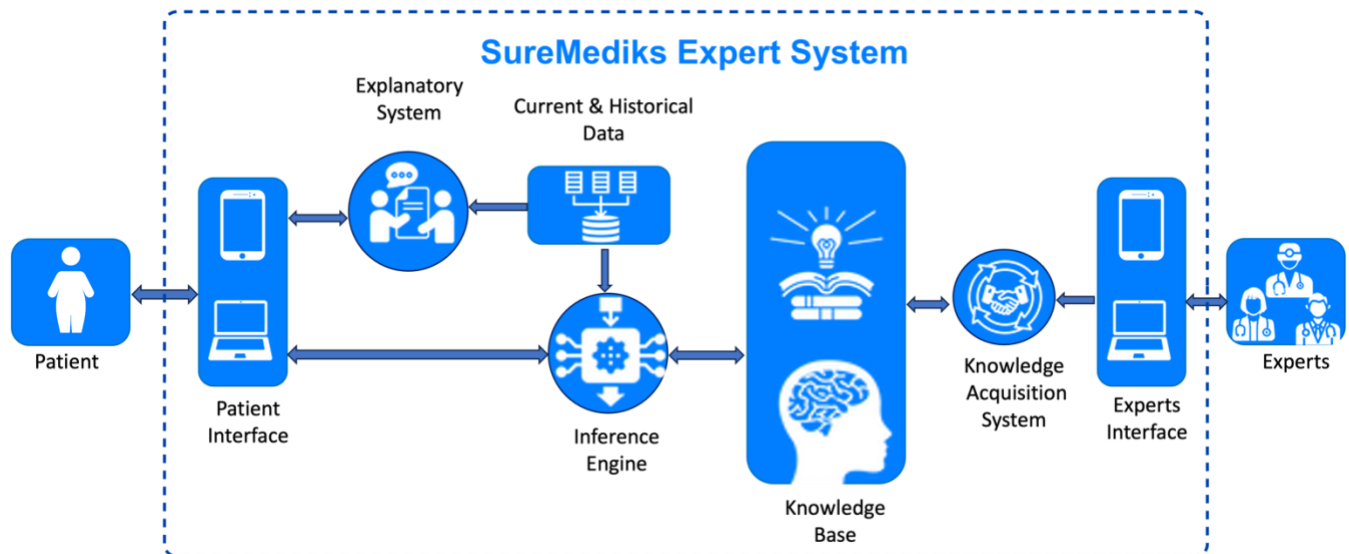 SureMediks Expert System
Explanatory
System
Current & Historical
Data
Patient
Patient
Interface
Inference
Engine
Knowledge
Base
Knowledge
Acquisition
System
Experts
Interface
Experts